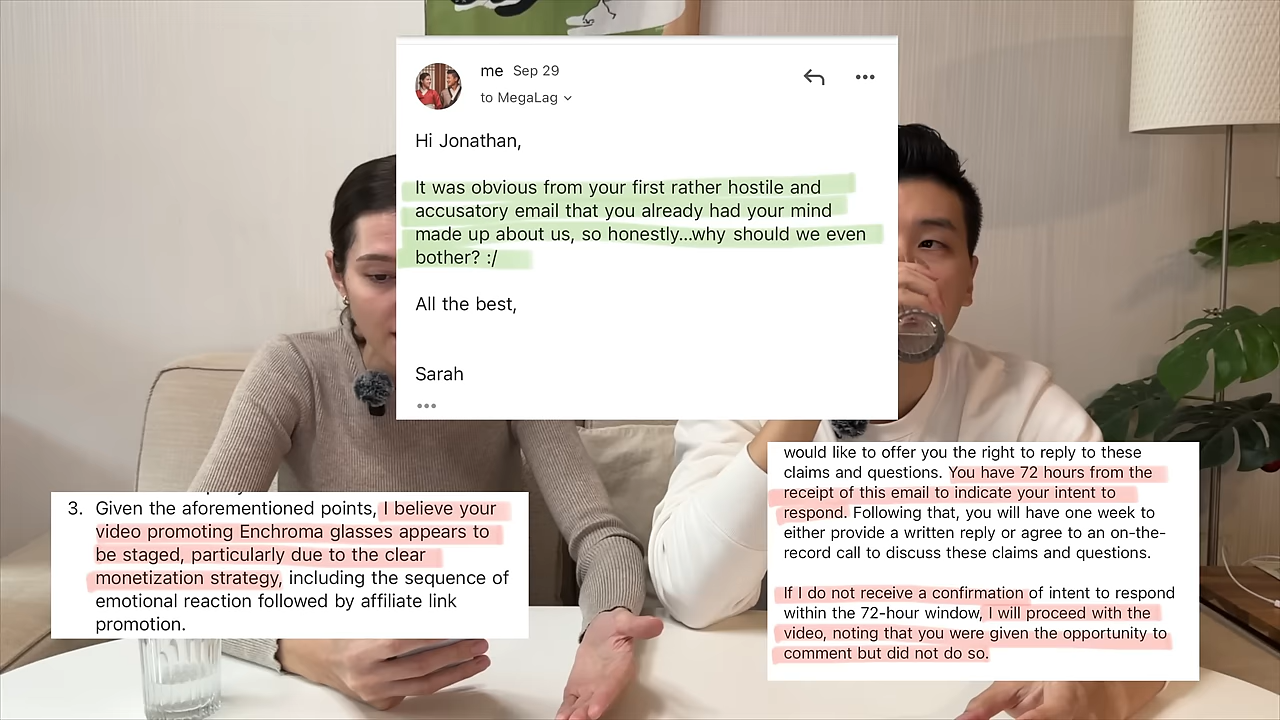 me Sep 29
to MegaLag
Hi Jonathan,
It was obvious from your first rather hostile and
accusatory email that you already had your mind
made up about us, so honestly...why should we even
bother? :/
All the best,
Sarah
3. Given the aforementioned points, I believe your
video promoting Enchroma glasses appears to
be staged, particularly due to the clear
monetization strategy, including the sequence of
emotional reaction followed by affiliate link
promotion.
would like to offer you the right to reply to these
claims and questions. You have 72 hours from the
receipt of this email to indicate your intent to
respond. Following that, you will have one week to
either provide a written reply or agree to an on-the-
record call to discuss these claims and questions.
If I do not receive a confirmation of intent to respond
within the 72-hour window, I will proceed with the
video, noting that you were given the opportunity to
comment but did not do so.